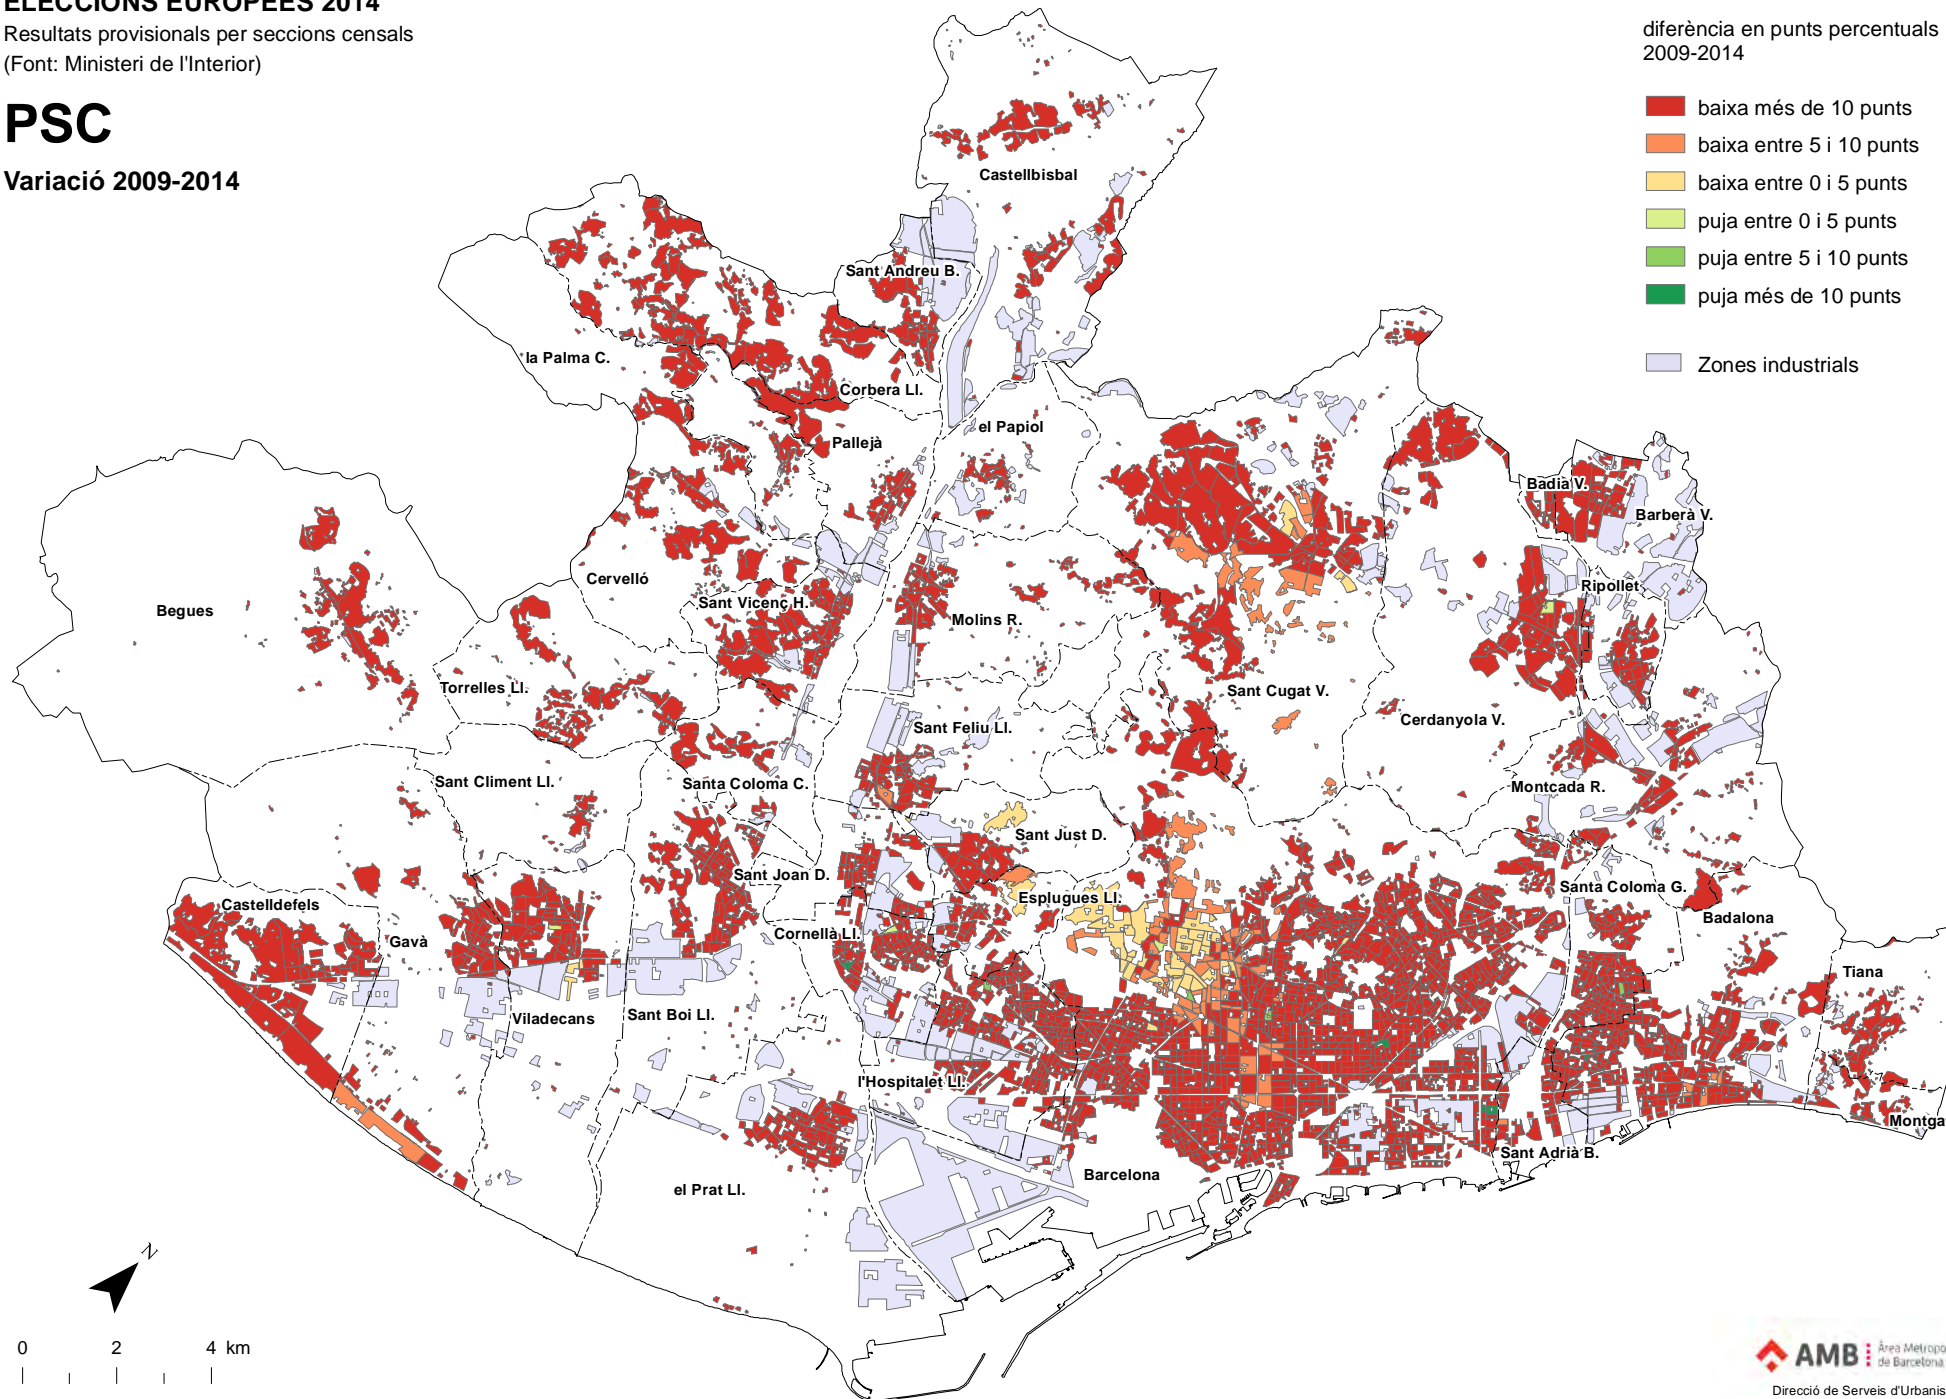 ELECCIONS EUROPEES 2014
Resultats provisionals per seccions censals
(Font: Ministeri de l'Interior)
PSC
Variació 2009-2014
diferència en punts percentuals
2009-2014
baixa més de 10 punts
baixa entre 5 i 10 punts
baixa entre 0 i 5 punts
puja entre 0 i 5 punts
puja entre 5 i 10 punts
puja més de 10 punts
Zones industrials
Castellbisbal
Sant Andreu B.
la Palma C.
Corbera Ll.
el Papiol
Pallejà
Badia V.
Barberà V.
Cervelló
Ripollet
Sant Vicenç H.
Begues
Molins R.
Torrelles Ll.
Sant Cugat V.
Cerdanyola V.
Sant Feliu Ll.
Sant Climent Ll.
Santa Coloma C.
Montcada R.
Sant Just D.
Sant Joan D.
Santa Coloma G.
Esplugues Ll.
Castelldefels
Badalona
Gavà
Cornellà Ll.
Tiana
Viladecans
Sant Boi Ll.
l'Hospitalet Ll.
Montga
Sant Adrià B.
Barcelona
el Prat Ll.
N
0 2 4 km
AMB
Àrea Metropo
de Barcelona
Direcció de Serveis d'Urbanis